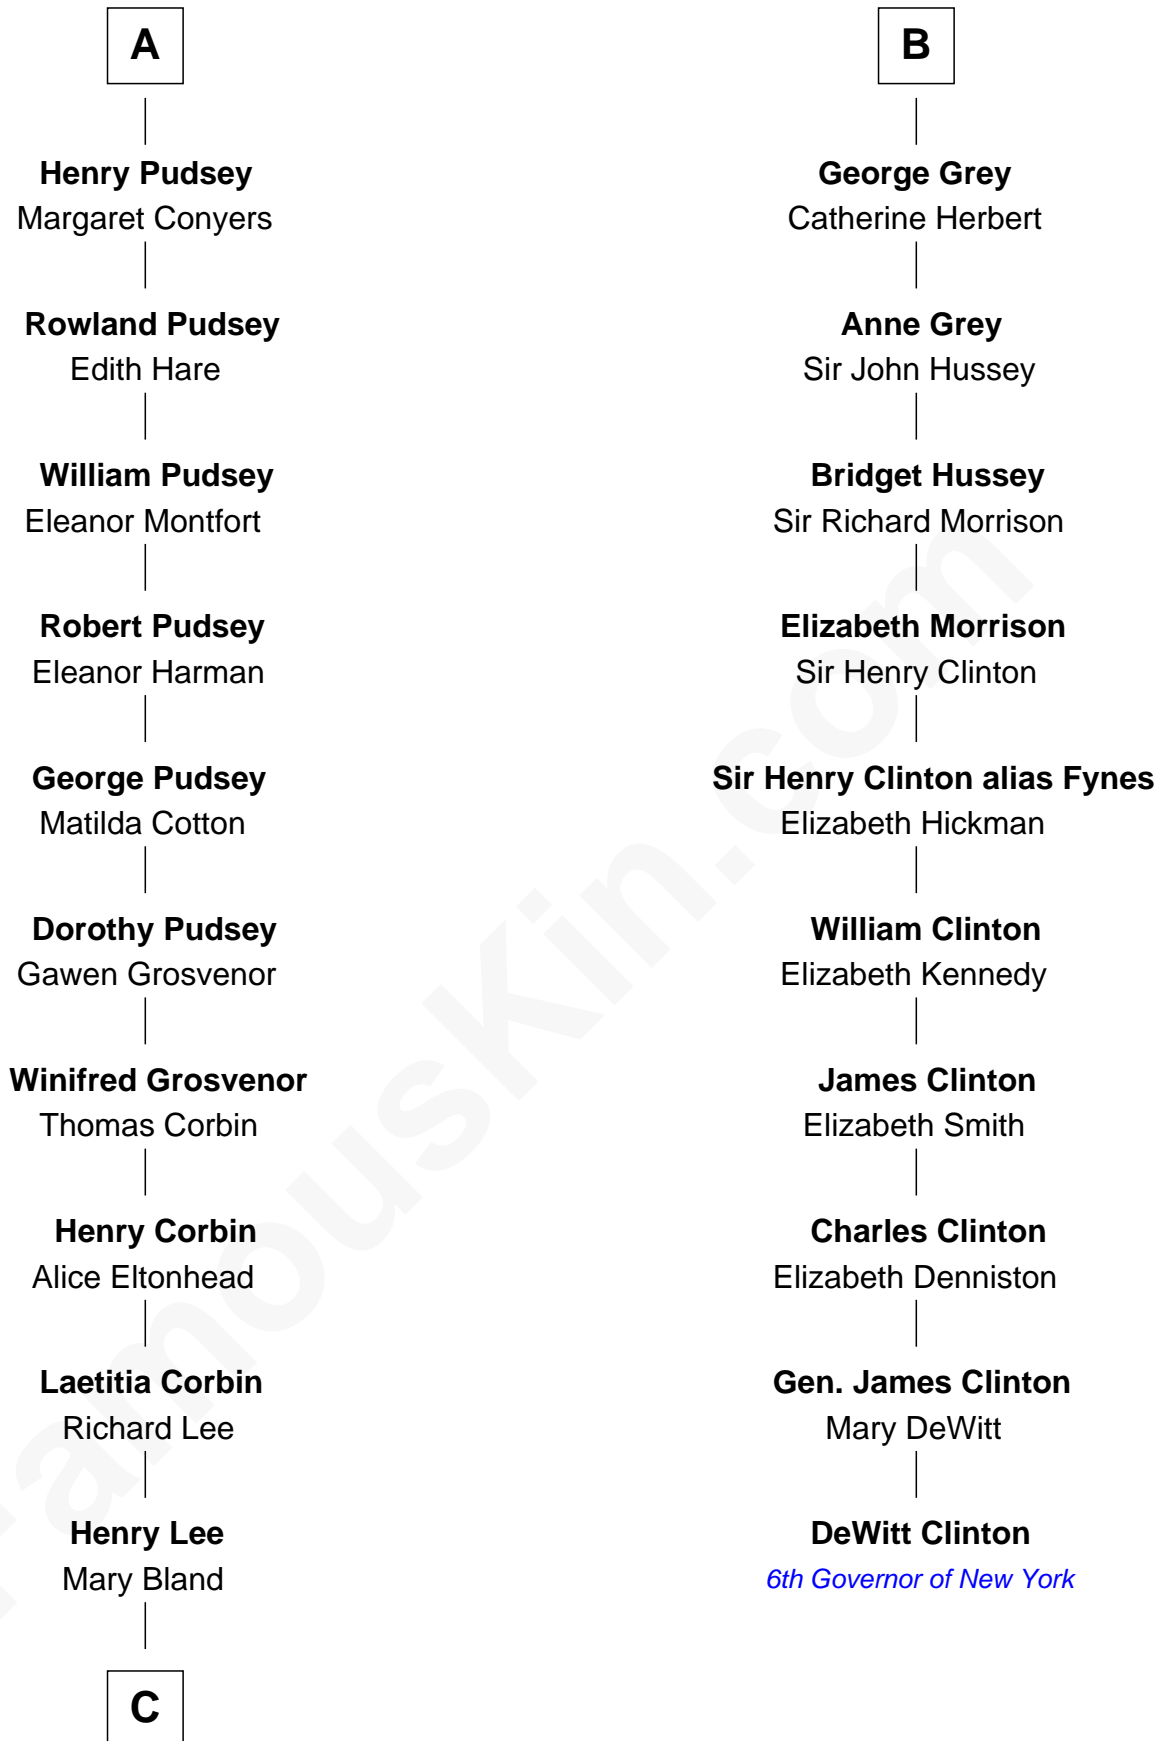 A
Henry Pudsey
Margaret Conyers
Rowland Pudsey
Edith Hare
William Pudsey
Eleanor Montfort
Robert Pudsey
Eleanor Harman
George Pudsey
Matilda Cotton
Dorothy Pudsey
Gawen Grosvenor
Winifred Grosvenor
Thomas Corbin
Henry Corbin
Alice Eltonhead
Laetitia Corbin
Richard Lee
Henry Lee
Mary Bland
C
B
George Grey
Catherine Herbert
Anne Grey
Sir John Hussey
Bridget Hussey
Sir Richard Morrison
Elizabeth Morrison
Sir Henry Clinton
Sir Henry Clinton alias Fynes
Elizabeth Hickman
William Clinton
Elizabeth Kennedy
James Clinton
Elizabeth Smith
Charles Clinton
Elizabeth Denniston
Gen. James Clinton
Mary DeWitt
DeWitt Clinton
6th Governor of New York
FamousKin.com